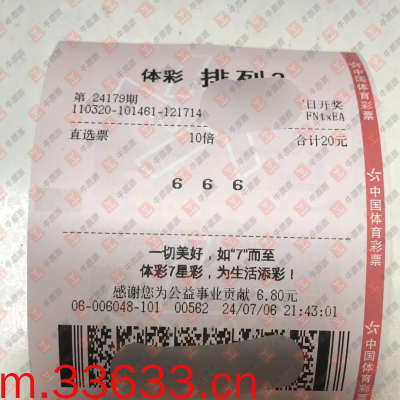 体彩 排列3
第 24179期
日开奖
110320-101461-121714
FNtxEA
直选票 10倍 合计20元
6 6 6
一切美好，如"7"而至
体彩7星彩，为生活添彩！
感谢您为公益事业贡献 6.80元
06-006048-101 00562 24/07/06 21:43:01
中国体育彩票
中国体育彩票
m.33633.cn